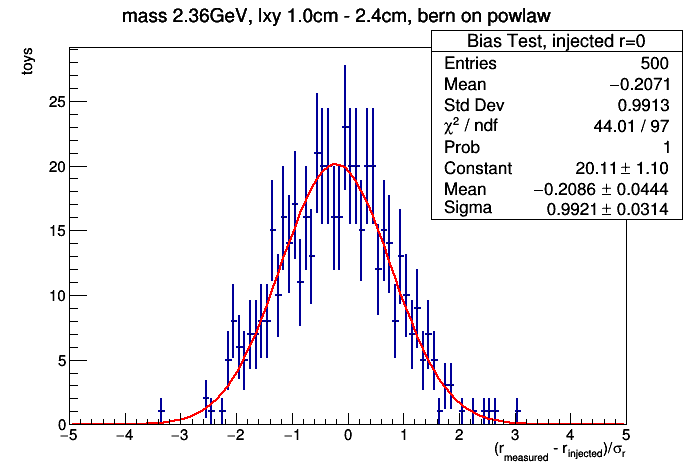 mass 2.36GeV, lxy 1.0cm - 2.4cm, bern on powlaw
toys
Bias Test, injected r=0
Entries 500
Mean −0.2071
Std Dev 0.9913
χ² / ndf 44.01 / 97
Prob 1
Constant 20.11 ± 1.10
Mean −0.2086 ± 0.0444
Sigma 0.9921 ± 0.0314
25
20
15
10
5
0
−5 −4 −3 −2 −1 0 1 2 3 4 5
(r_measured - r_injected)/σ_r